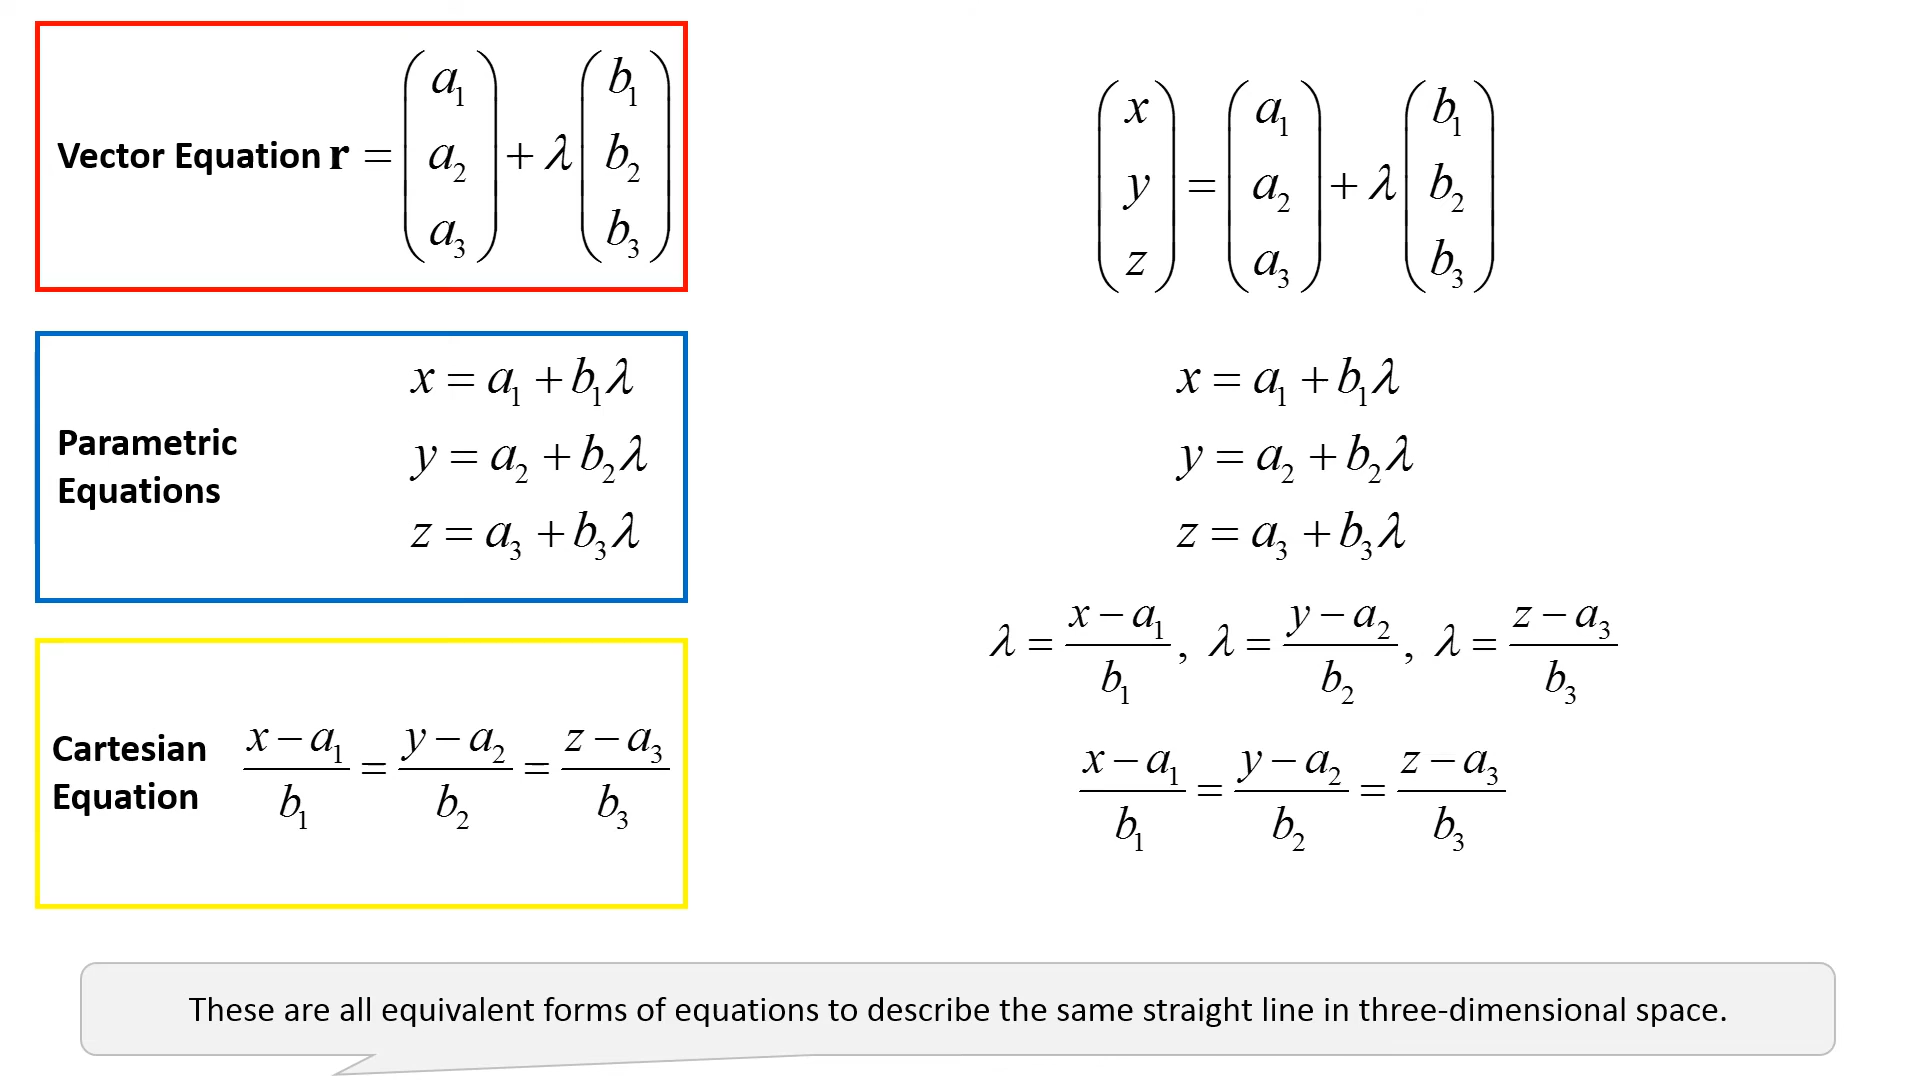 Vector Equation r = (a₁ a₂ a₃) + λ (b₁ b₂ b₃)
(x y z) = (a₁ a₂ a₃) + λ (b₁ b₂ b₃)
Parametric
Equations
x = a₁ + b₁λ
y = a₂ + b₂λ
z = a₃ + b₃λ
x = a₁ + b₁λ
y = a₂ + b₂λ
z = a₃ + b₃λ
λ = (x − a₁)/b₁, λ = (y − a₂)/b₂, λ = (z − a₃)/b₃
Cartesian
Equation
(x − a₁)/b₁ = (y − a₂)/b₂ = (z − a₃)/b₃
(x − a₁)/b₁ = (y − a₂)/b₂ = (z − a₃)/b₃
These are all equivalent forms of equations to describe the same straight line in three-dimensional space.